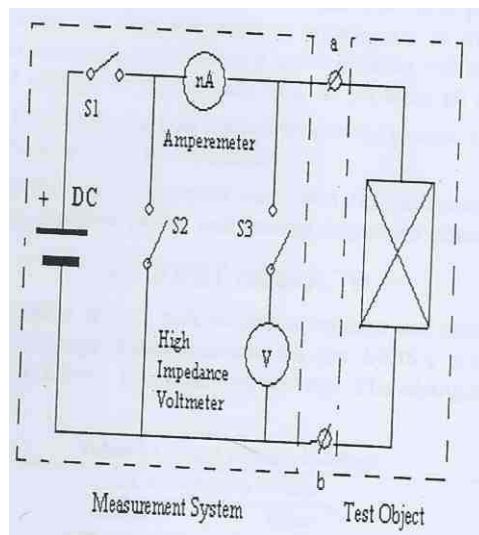 a
S1
nA
Amperemeter
+ DC
S2
S3
High
Impedance
Voltmeter
V
b
Measurement System
Test Object